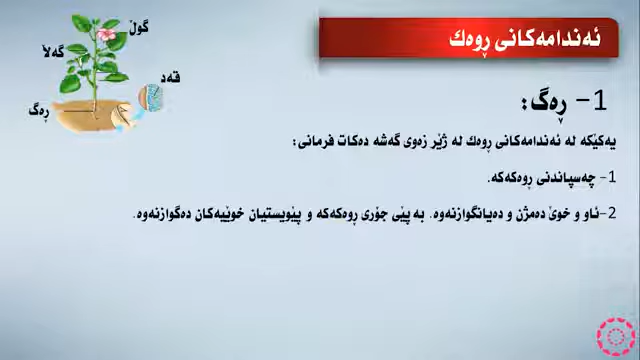 ئەندامەکانی ڕوەك
گوڵ
گەڵا
قەد
ڕەگ
1- ڕەگ:
یەکێکە لە ئەندامەکانی ڕوەك لە ژێر زەوی گەشە دەکات فرمانی:
1- چەسپاندنی ڕوەکەکە.
2-ئاو و خوێ دەمژن و دەیانگوازنەوە. بە پێی جۆری ڕوەکەکە و پێویستیان خوێیەکان دەگوازنەوە.